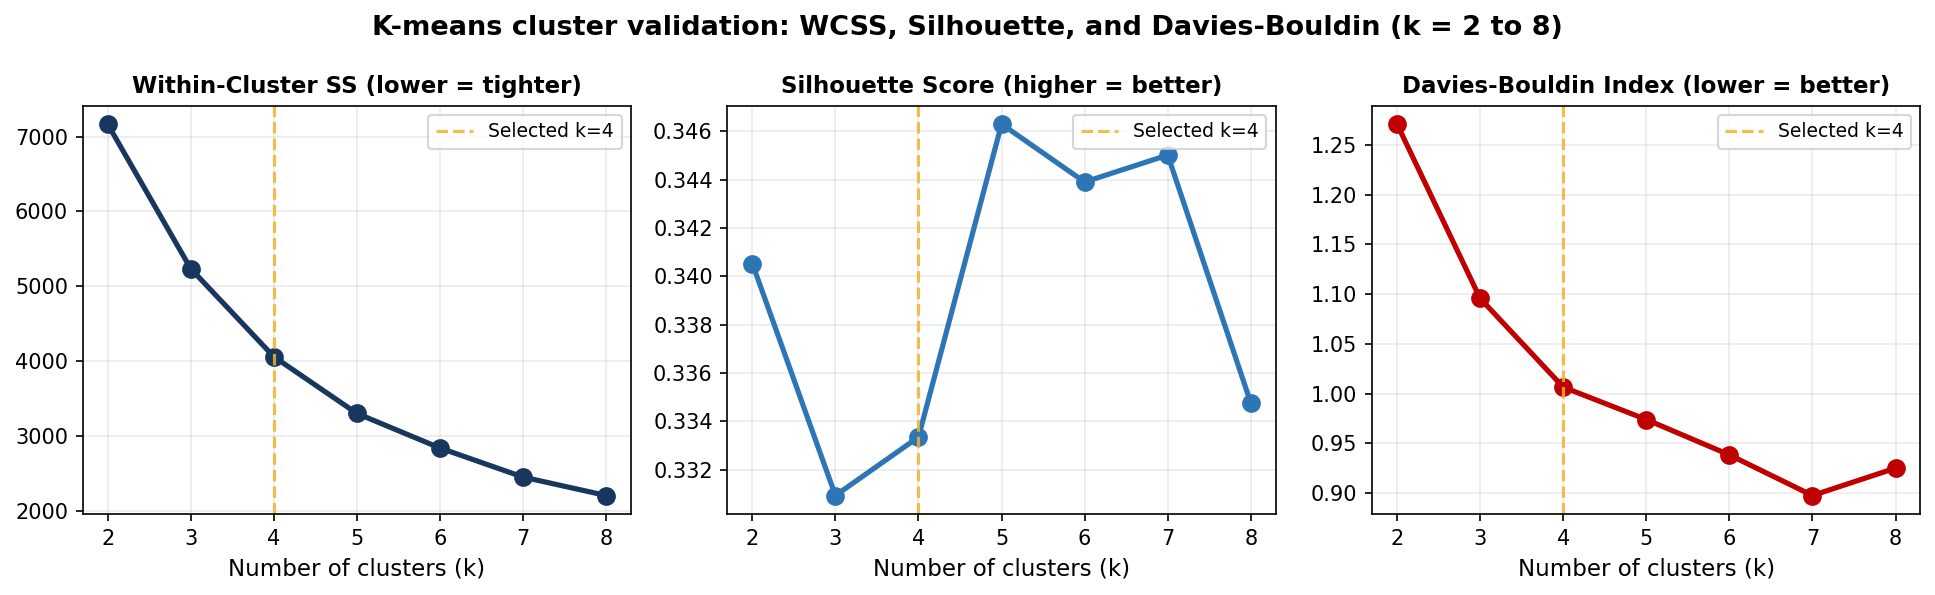 K-means cluster validation: WCSS, Silhouette, and Davies-Bouldin (k = 2 to 8)
Within-Cluster SS (lower = tighter)
Selected k=4
7000
6000
5000
4000
3000
2000
2 3 4 5 6 7 8
Number of clusters (k)
Silhouette Score (higher = better)
Selected k=4
0.346
0.344
0.342
0.340
0.338
0.336
0.334
0.332
2 3 4 5 6 7 8
Number of clusters (k)
Davies-Bouldin Index (lower = better)
Selected k=4
1.25
1.20
1.15
1.10
1.05
1.00
0.95
0.90
2 3 4 5 6 7 8
Number of clusters (k)